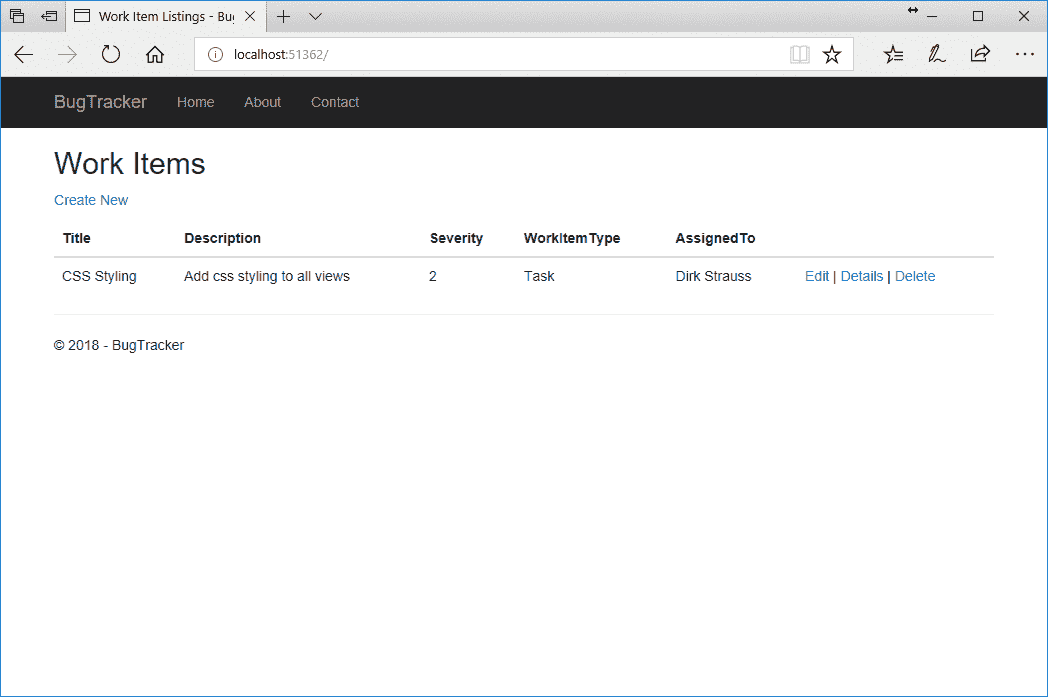 Work Item Listings - Bu
localhost:51362/
BugTracker Home About Contact
Work Items
Create New
Title Description Severity WorkItemType AssignedTo
CSS Styling Add css styling to all views 2 Task Dirk Strauss Edit | Details | Delete
© 2018 - BugTracker